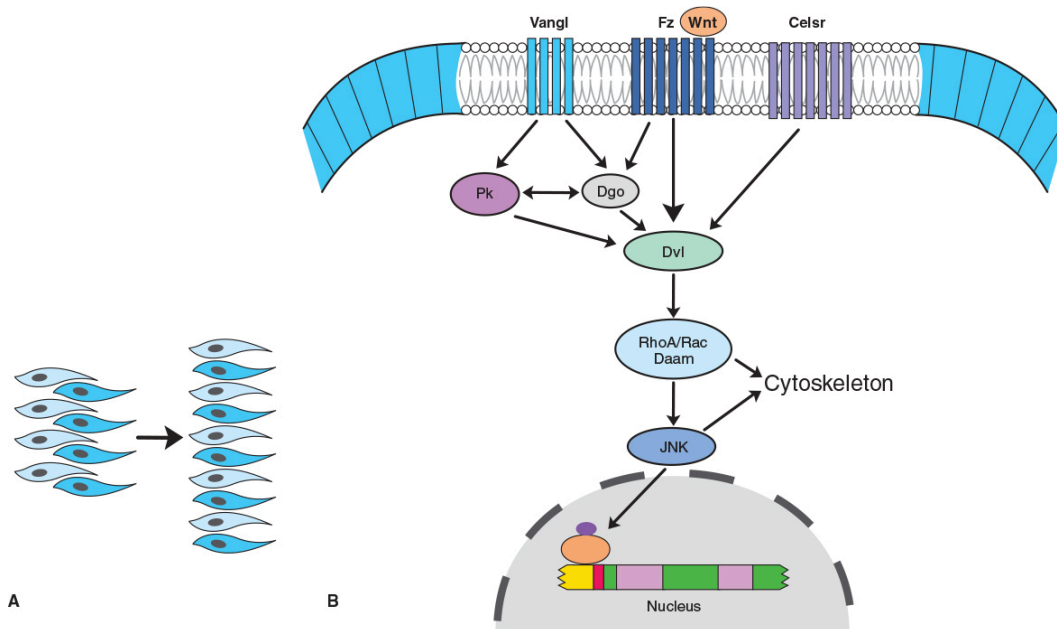 Vangl
Fz
Wnt
Celsr
Pk
Dgo
Dvl
RhoA/Rac
Daam
Cytoskeleton
JNK
Nucleus
A
B